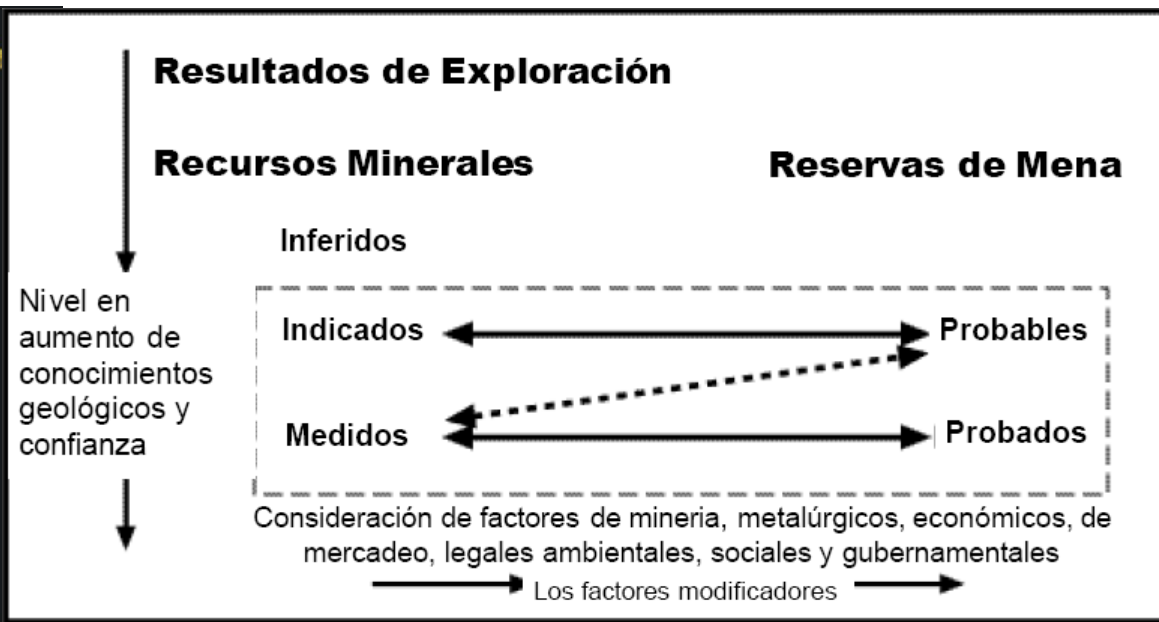 Resultados de Exploración
Recursos Minerales
Reservas de Mena
Inferidos
Indicados
Probables
Medidos
Probados
Nivel en
aumento de
conocimientos
geológicos y
confianza
Consideración de factores de mineria, metalúrgicos, económicos, de
mercadeo, legales ambientales, sociales y gubernamentales
Los factores modificadores